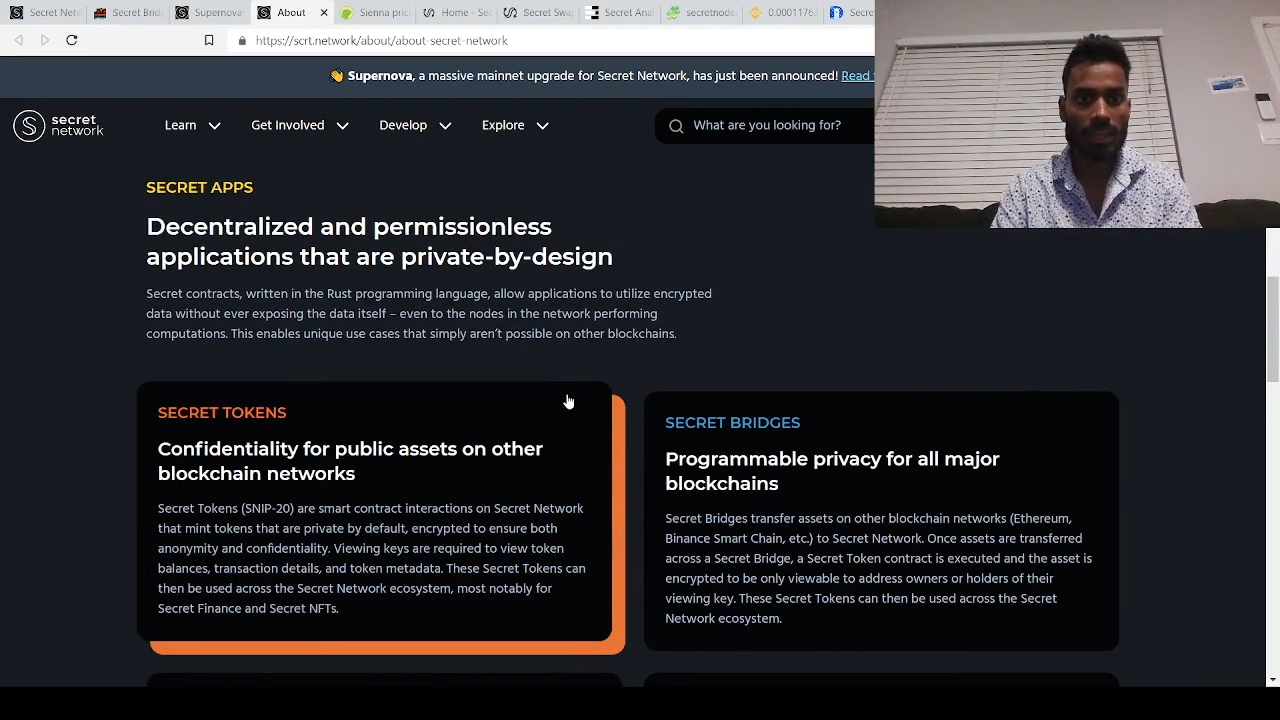 Secret Netw
Secret Bridg
Supernova
About -
Sienna pric
Home - Se
Secret Swap
Secret Anal
secretnode
0.00011763
Secre
https://scrt.network/about/about-secret-network
Supernova, a massive mainnet upgrade for Secret Network, has just been announced! Read
secret
network
Learn
Get Involved
Develop
Explore
What are you looking for?
SECRET APPS
Decentralized and permissionless
applications that are private-by-design
Secret contracts, written in the Rust programming language, allow applications to utilize encrypted
data without ever exposing the data itself – even to the nodes in the network performing
computations. This enables unique use cases that simply aren't possible on other blockchains.
SECRET TOKENS
Confidentiality for public assets on other
blockchain networks
Secret Tokens (SNIP-20) are smart contract interactions on Secret Network
that mint tokens that are private by default, encrypted to ensure both
anonymity and confidentiality. Viewing keys are required to view token
balances, transaction details, and token metadata. These Secret Tokens can
then be used across the Secret Network ecosystem, most notably for
Secret Finance and Secret NFTs.
SECRET BRIDGES
Programmable privacy for all major
blockchains
Secret Bridges transfer assets on other blockchain networks (Ethereum,
Binance Smart Chain, etc.) to Secret Network. Once assets are transferred
across a Secret Bridge, a Secret Token contract is executed and the asset is
encrypted to be only viewable to address owners or holders of their
viewing key. These Secret Tokens can then be used across the Secret
Network ecosystem.